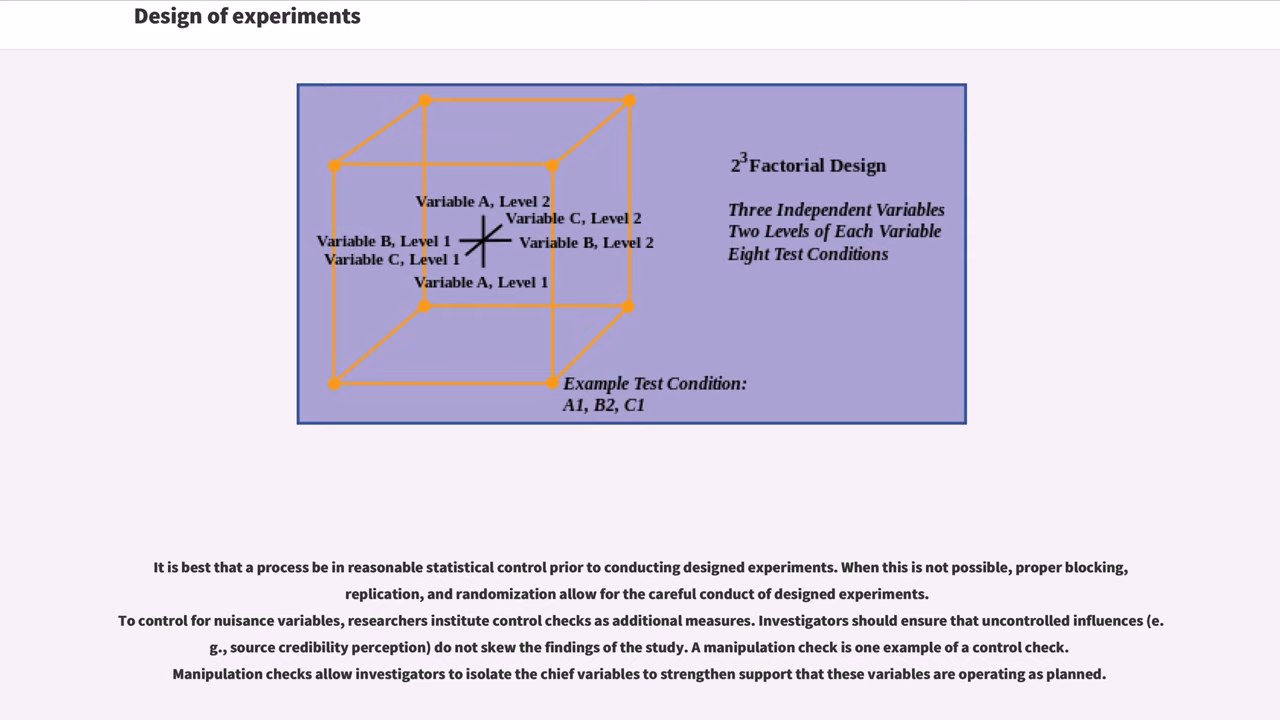 Design of experiments
2³ Factorial Design
Variable A, Level 2
Variable C, Level 2
Three Independent Variables
Two Levels of Each Variable
Variable B, Level 1
Variable B, Level 2
Eight Test Conditions
Variable C, Level 1
Variable A, Level 1
Example Test Condition:
A1, B2, C1
It is best that a process be in reasonable statistical control prior to conducting designed experiments. When this is not possible, proper blocking,
replication, and randomization allow for the careful conduct of designed experiments.
To control for nuisance variables, researchers institute control checks as additional measures. Investigators should ensure that uncontrolled influences (e.
g., source credibility perception) do not skew the findings of the study. A manipulation check is one example of a control check.
Manipulation checks allow investigators to isolate the chief variables to strengthen support that these variables are operating as planned.